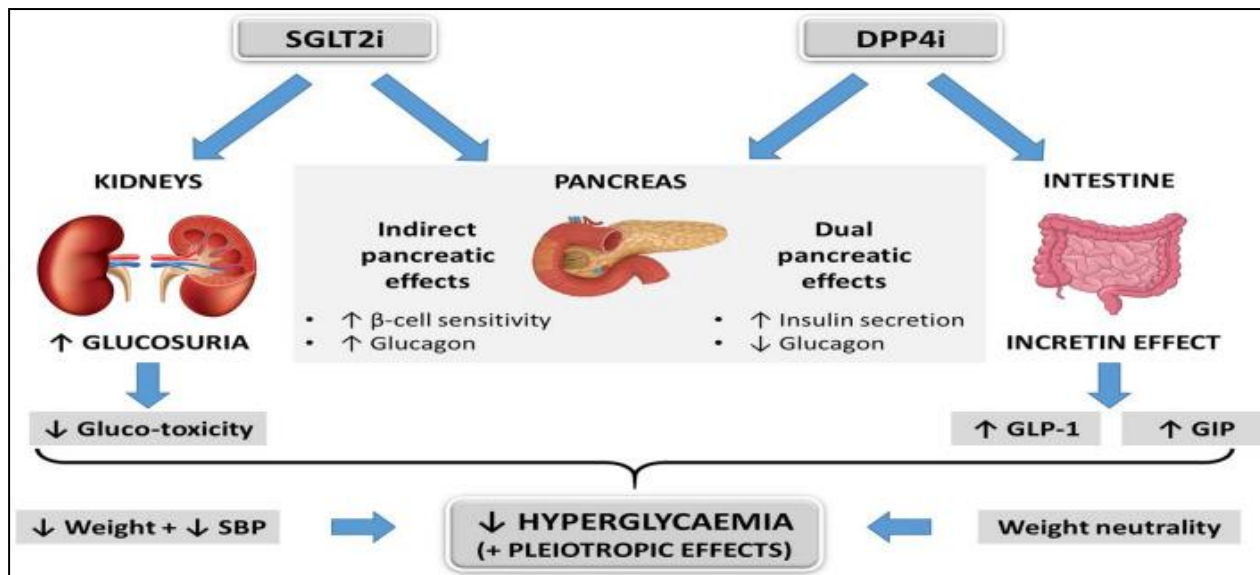 SGLT2i
DPP4i
KIDNEYS
PANCREAS
INTESTINE
Indirect
pancreatic
effects
Dual
pancreatic
effects
• ↑ β-cell sensitivity
• ↑ Glucagon
• ↑ Insulin secretion
• ↓ Glucagon
↑ GLUCOSURIA
INCRETIN EFFECT
↓ Gluco-toxicity
↑ GLP-1
↑ GIP
↓ Weight + ↓ SBP
↓ HYPERGLYCAEMIA
(+ PLEIOTROPIC EFFECTS)
Weight neutrality